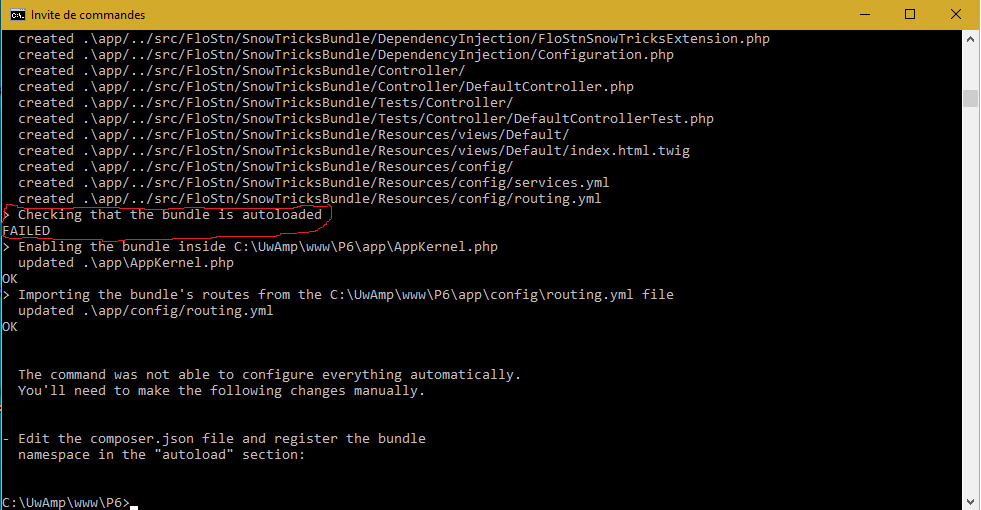 Invite de commandes
created .\app/../src/FloStn/SnowTricksBundle/DependencyInjection/FloStnSnowTricksExtension.php
created .\app/../src/FloStn/SnowTricksBundle/DependencyInjection/Configuration.php
created .\app/../src/FloStn/SnowTricksBundle/Controller/
created .\app/../src/FloStn/SnowTricksBundle/Controller/DefaultController.php
created .\app/../src/FloStn/SnowTricksBundle/Tests/Controller/
created .\app/../src/FloStn/SnowTricksBundle/Tests/Controller/DefaultControllerTest.php
created .\app/../src/FloStn/SnowTricksBundle/Resources/views/Default/
created .\app/../src/FloStn/SnowTricksBundle/Resources/views/Default/index.html.twig
created .\app/../src/FloStn/SnowTricksBundle/Resources/config/
created .\app/../src/FloStn/SnowTricksBundle/Resources/config/services.yml
created .\app/../src/FloStn/SnowTricksBundle/Resources/config/routing.yml
> Checking that the bundle is autoloaded
FAILED
> Enabling the bundle inside C:\UwAmp\www\P6\app\AppKernel.php
updated .\app\AppKernel.php
OK
> Importing the bundle's routes from the C:\UwAmp\www\P6\app\config\routing.yml file
updated .\app/config/routing.yml
OK
The command was not able to configure everything automatically.
You'll need to make the following changes manually.
- Edit the composer.json file and register the bundle
namespace in the "autoload" section:
C:\UwAmp\www\P6>